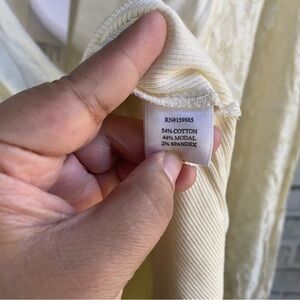 RN#159885
54% COTTON
44% MODAL
2% SPANDEX